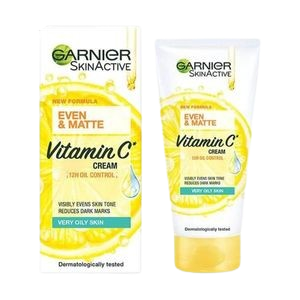 GARNIER
SKINACTIVE
NEW FORMULA
EVEN
& MATTE
Vitamin C*
CREAM
12H OIL CONTROL
VISIBLY EVENS SKIN TONE
REDUCES DARK MARKS
VERY OILY SKIN
Dermatologically tested
GARNIER
SKINACTIVE
NEW FORMULA
EVEN
& MATTE
Vitamin C*
CREAM
12H OIL CONTROL
VISIBLY EVENS SKIN TONE
REDUCES DARK MARKS
VERY OILY SKIN
Dermatologically tested